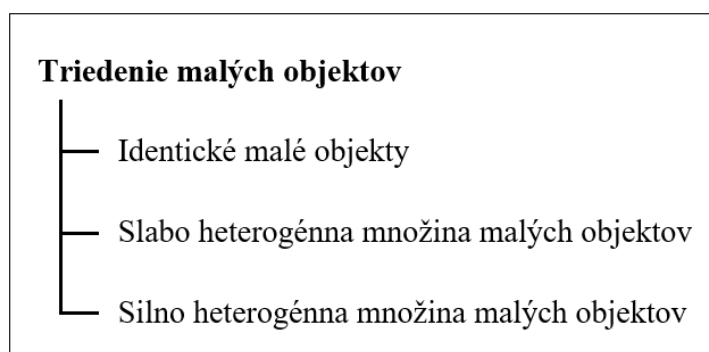 Triedenie malých objektov
Identické malé objekty
Slabo heterogénna množina malých objektov
Silno heterogénna množina malých objektov